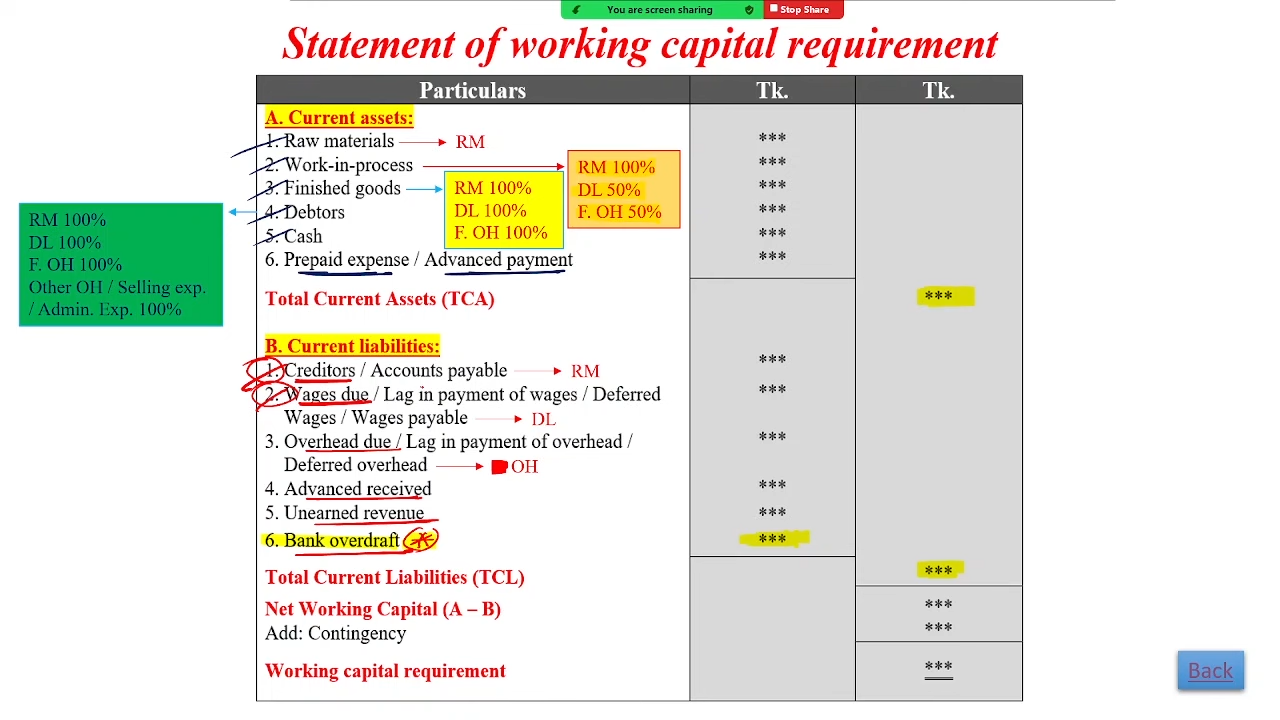 You are screen sharing
Stop Share
Statement of working capital requirement
Particulars Tk. Tk.
A. Current assets:
1. Raw materials RM ***
2. Work-in-process ***
3. Finished goods ***
4. Debtors ***
5. Cash ***
6. Prepaid expense / Advanced payment ***
RM 100%
DL 50%
F. OH 50%
RM 100%
DL 100%
F. OH 100%
RM 100%
DL 100%
F. OH 100%
Other OH / Selling exp.
/ Admin. Exp. 100%
Total Current Assets (TCA) ***
B. Current liabilities:
1. Creditors / Accounts payable RM ***
2. Wages due / Lag in payment of wages / Deferred ***
Wages / Wages payable DL
3. Overhead due / Lag in payment of overhead / ***
Deferred overhead OH
4. Advanced received ***
5. Unearned revenue ***
6. Bank overdraft ***
Total Current Liabilities (TCL) ***
Net Working Capital (A – B) ***
Add: Contingency ***
Working capital requirement ***
Back